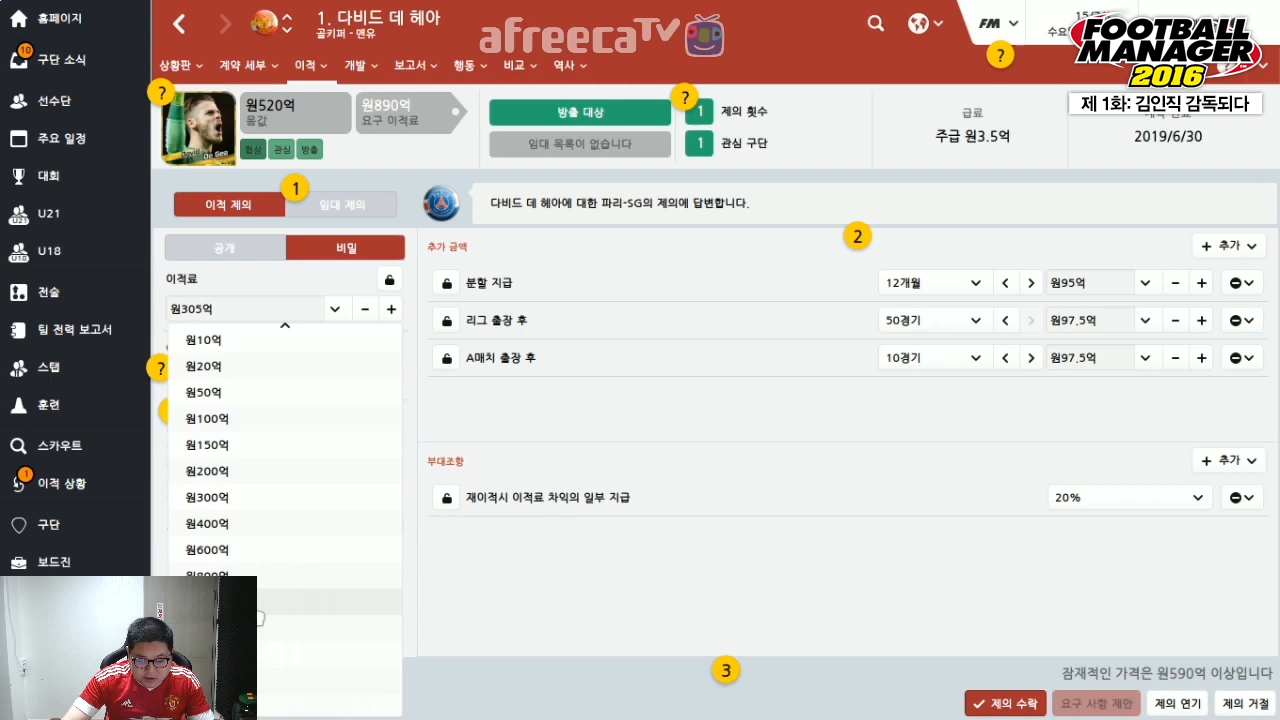 홈페이지
10
구단 소식
선수단
주요 일정
대회
U21
U21
U18
U18
전술
팀 전력 보고서
스탭
훈련
스카우트
1
이적 상황
구단
보드진
1. 다비드 데 헤아
골키퍼 - 맨유
afreecaTV
FM
FOOTBALL
MANAGER
2016
제 1화: 김인직 감독되다
상황판
계약 세부
이적
개발
보고서
행동
비교
역사
?
?
?
원520억
몸값
원890억
요구 이적료
협상
관심
방출
방출 대상
임대 목록이 없습니다
1
제의 횟수
1
관심 구단
급료
주급 원3.5억
2019/6/30
이적 제의
1
임대 제의
다비드 데 헤아에 대한 파리-SG의 제의에 답변합니다.
공개
비밀
이적료
원305억
원10억
원20억
원50억
원100억
원150억
원200억
원300억
원400억
원600억
?
2
추가 금액
+ 추가
분할 지급
12개월
원95억
리그 출장 후
50경기
원97.5억
A매치 출장 후
10경기
원97.5억
부대조항
+ 추가
재이적시 이적료 차익의 일부 지급
20%
3
잠재적인 가격은 원590억 이상입니다
제의 수락
요구 사항 제안
제의 연기
제의 거절